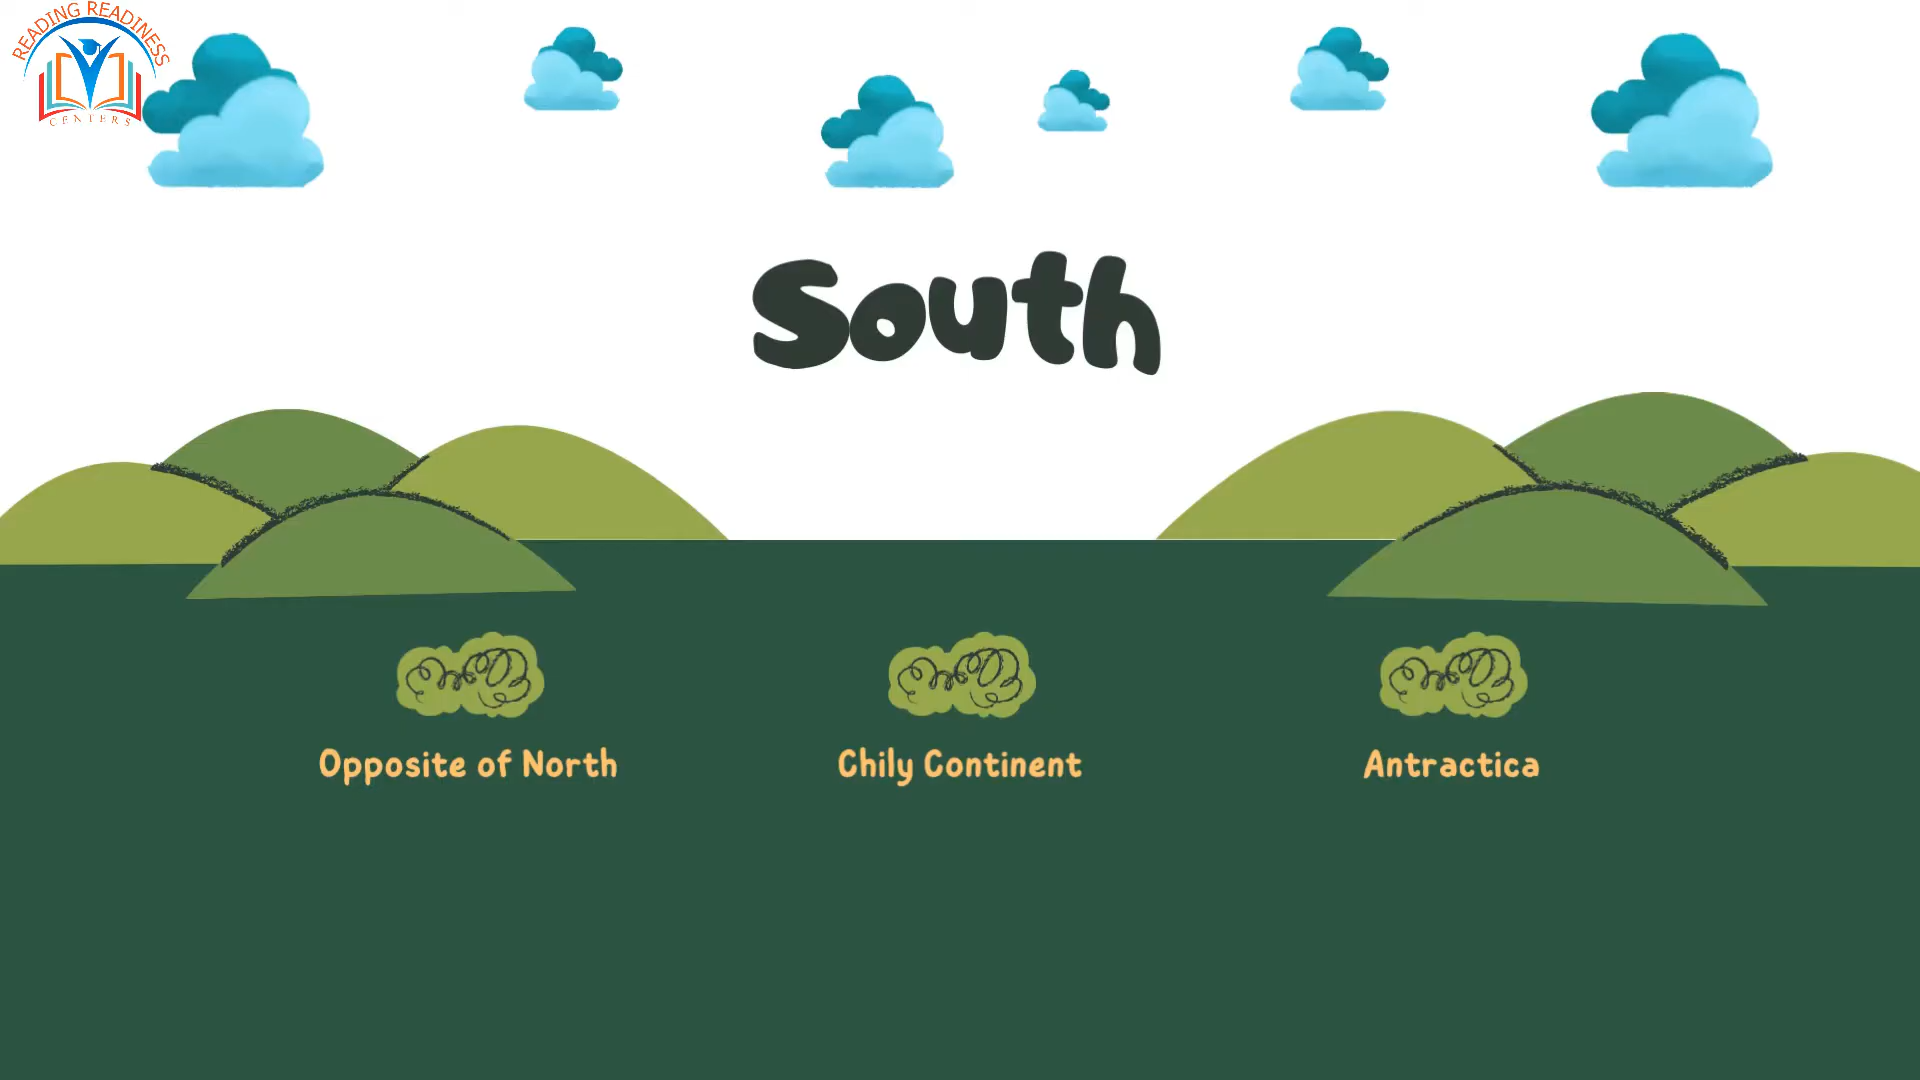 READING READINESS
CENTERS
South
Opposite of North
Chily Continent
Antractica